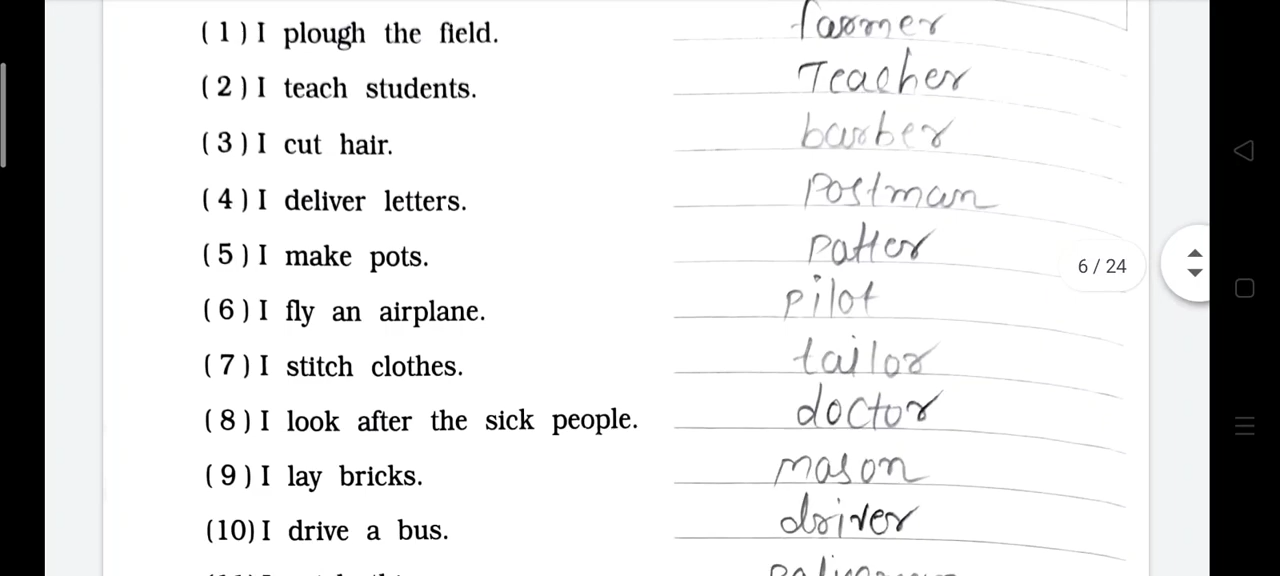 (1) I plough the field. farmer
(2) I teach students. Teacher
(3) I cut hair. barber
(4) I deliver letters. Postman
(5) I make pots. Patter
(6) I fly an airplane. pilot
6 / 24
(7) I stitch clothes. tailor
(8) I look after the sick people. doctor
(9) I lay bricks. mason
(10) I drive a bus. driver